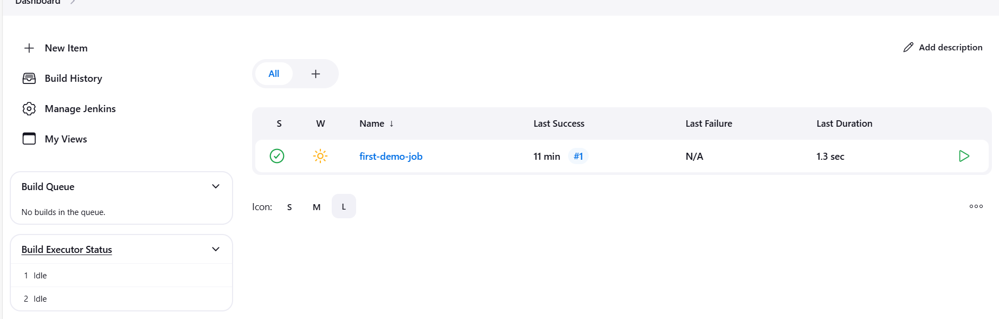 Dashboard
New Item
Add description
All
Build History
Manage Jenkins
S W Name ↓ Last Success Last Failure Last Duration
My Views
first-demo-job 11 min #1 N/A 1.3 sec
Build Queue
No builds in the queue.
Icon: S M L
Build Executor Status
1 Idle
2 Idle